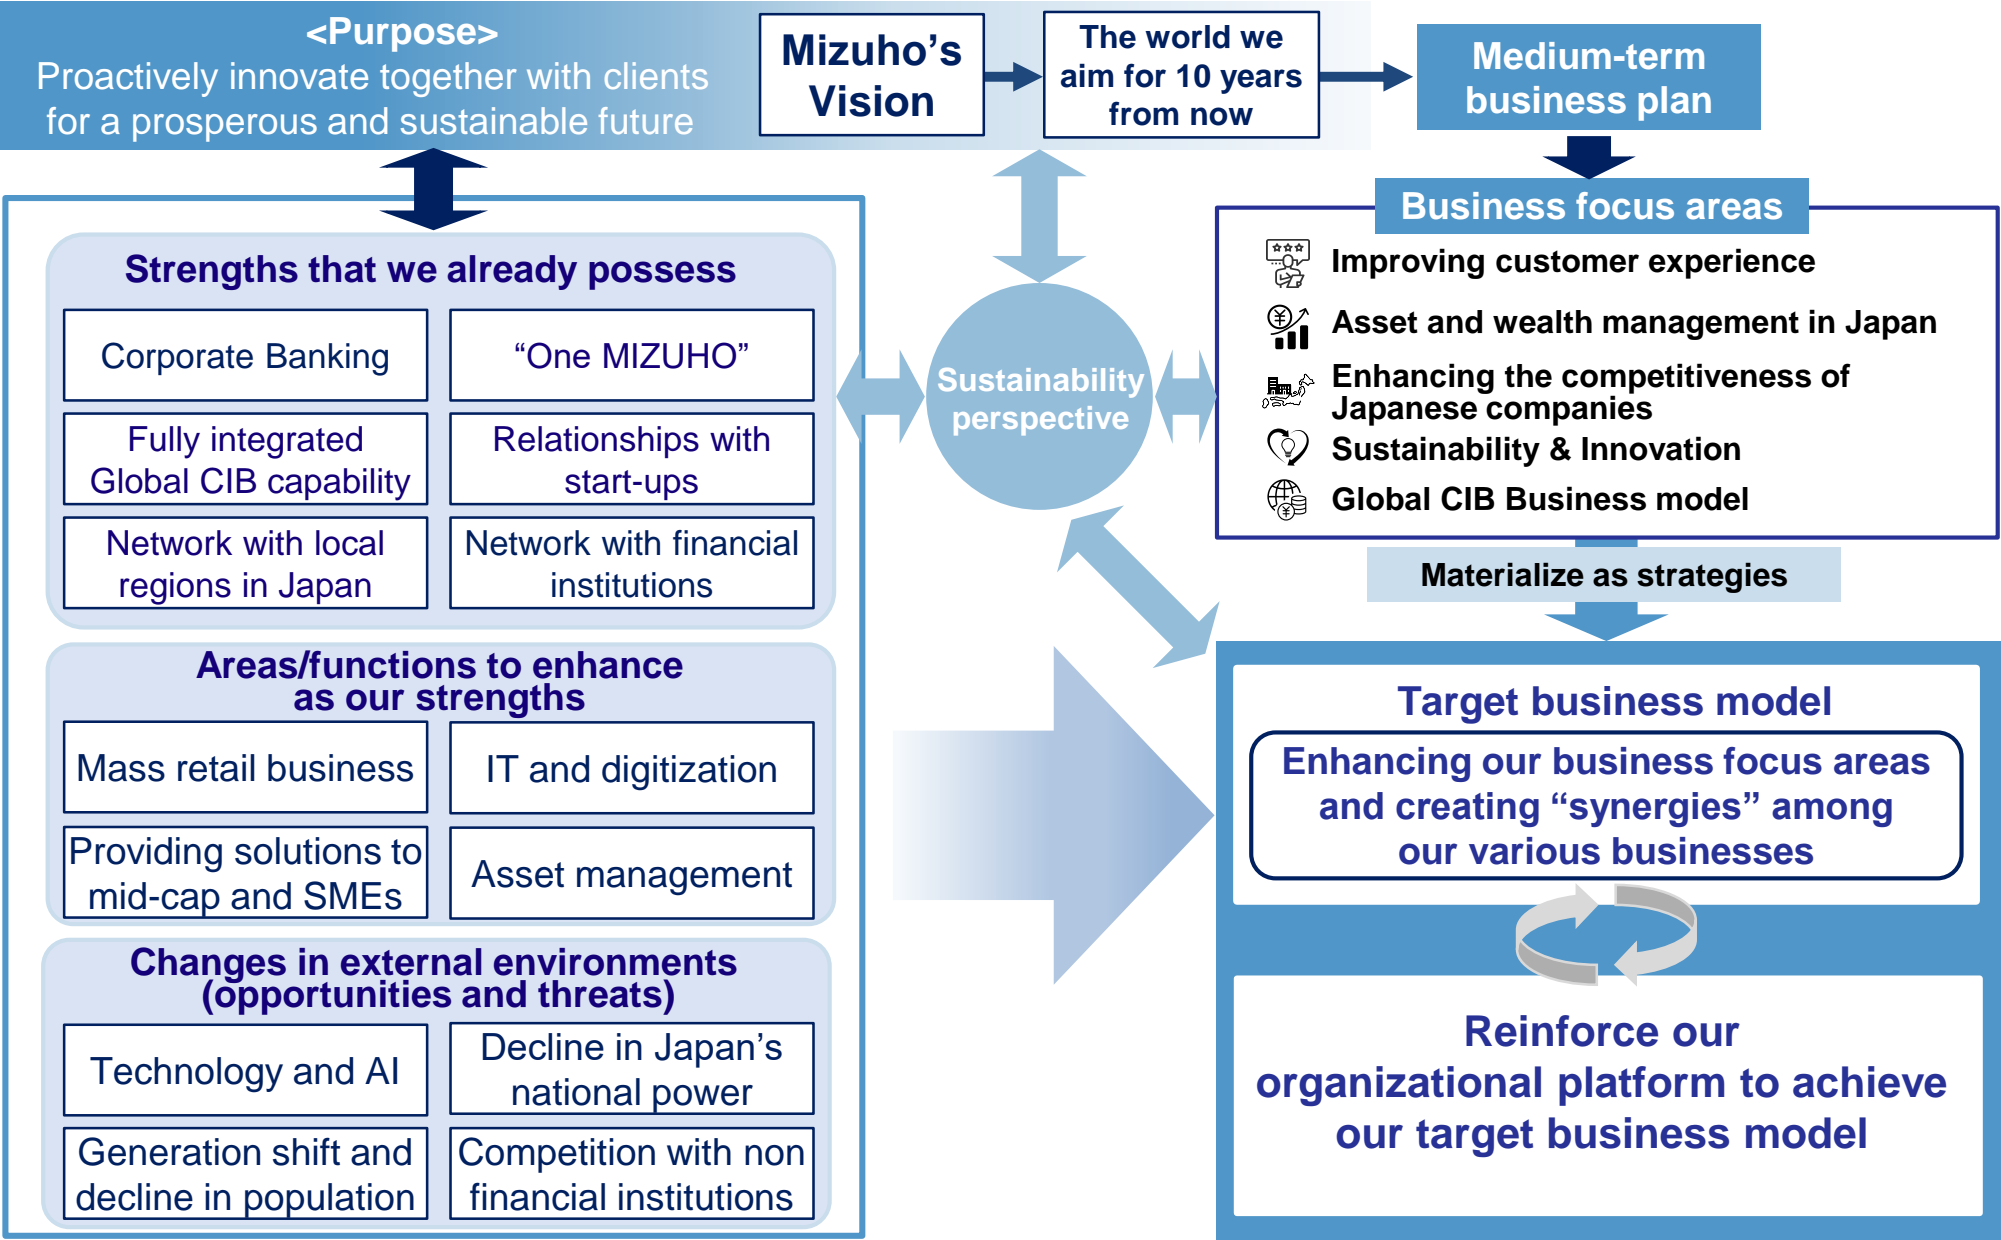 <Purpose>
Proactively innovate together with clients
for a prosperous and sustainable future
Mizuho’s
Vision
The world we
aim for 10 years
from now
Medium-term
business plan
Strengths that we already possess
Corporate Banking
“One MIZUHO”
Fully integrated
Global CIB capability
Relationships with
start-ups
Network with local
regions in Japan
Network with financial
institutions
Areas/functions to enhance
as our strengths
Mass retail business
IT and digitization
Providing solutions to
mid-cap and SMEs
Asset management
Changes in external environments
(opportunities and threats)
Technology and AI
Decline in Japan’s
national power
Generation shift and
decline in population
Competition with non
financial institutions
Sustainability
perspective
Business focus areas
Improving customer experience
Asset and wealth management in Japan
Enhancing the competitiveness of
Japanese companies
Sustainability & Innovation
Global CIB Business model
Materialize as strategies
Target business model
Enhancing our business focus areas
and creating “synergies” among
our various businesses
Reinforce our
organizational platform to achieve
our target business model